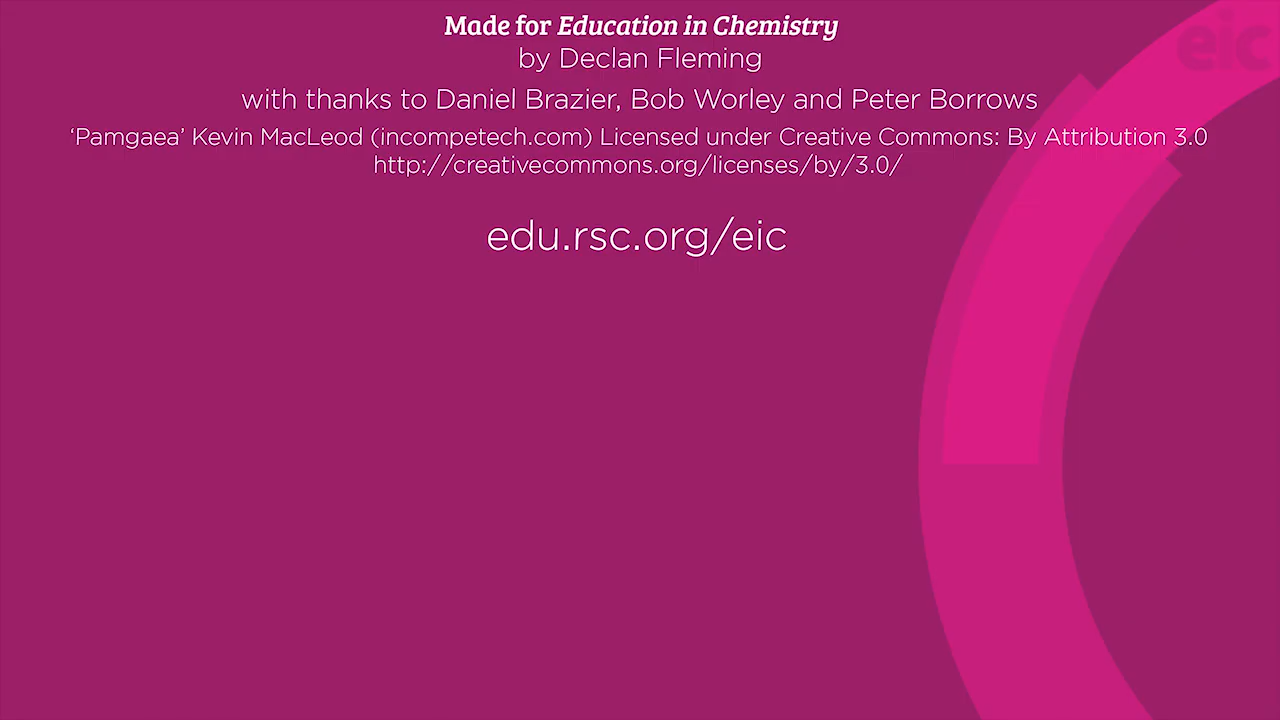 Made for Education in Chemistry
by Declan Fleming
with thanks to Daniel Brazier, Bob Worley and Peter Borrows
‘Pamgaea’ Kevin MacLeod (incompetech.com) Licensed under Creative Commons: By Attribution 3.0
http://creativecommons.org/licenses/by/3.0/
edu.rsc.org/eic
eic